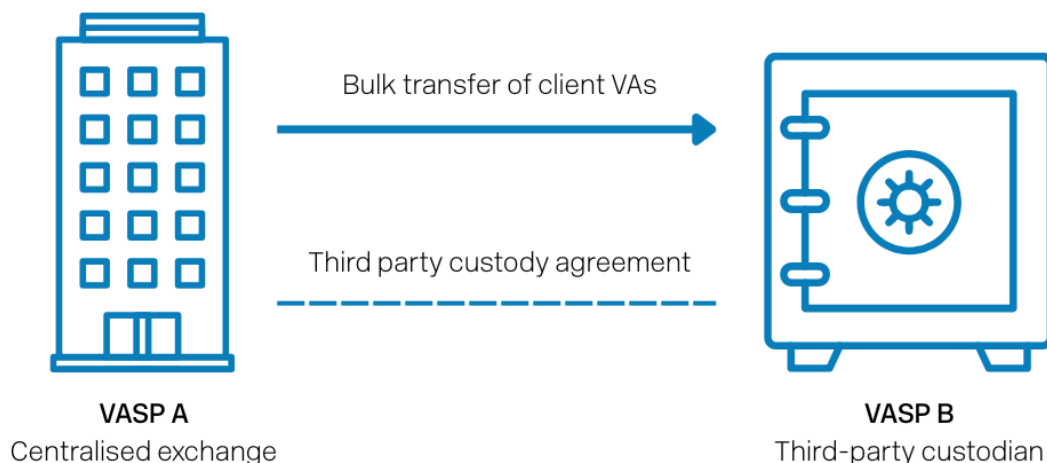 Bulk transfer of client VAs
Third party custody agreement
VASP A
Centralised exchange
VASP B
Third-party custodian